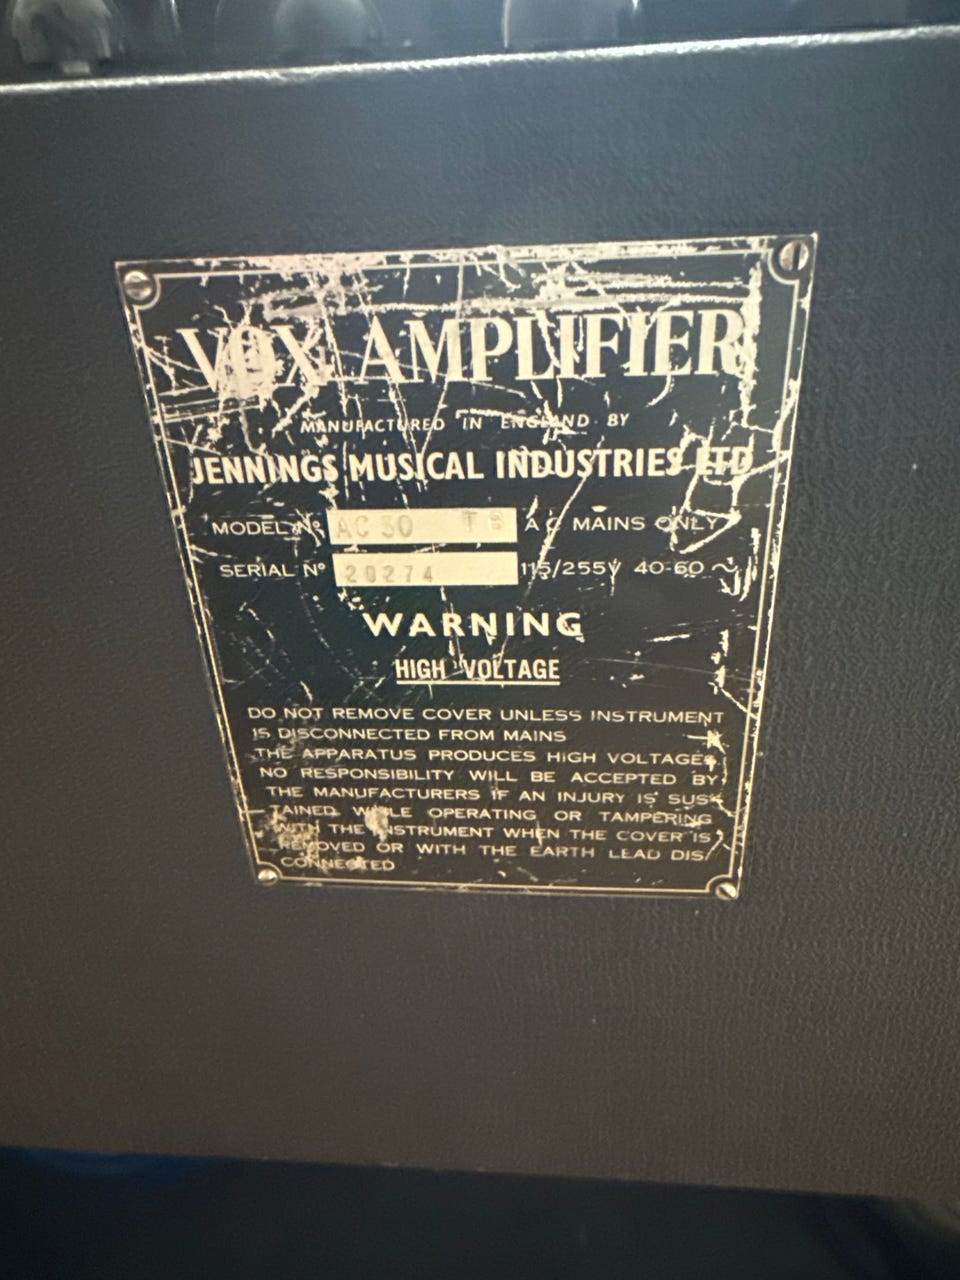 VOX AMPLIFIER
MANUFACTURED IN ENGLAND BY
JENNINGS MUSICAL INDUSTRIES LTD
MODEL Nº AC 30 TB AC MAINS ONLY
SERIAL Nº 20274 115/255V 40-60 ~
WARNING
HIGH VOLTAGE
DO NOT REMOVE COVER UNLESS INSTRUMENT
IS DISCONNECTED FROM MAINS
THE APPARATUS PRODUCES HIGH VOLTAGES
NO RESPONSIBILITY WILL BE ACCEPTED BY
THE MANUFACTURERS IF AN INJURY IS SUS-
TAINED WHILE OPERATING OR TAMPERING
WITH THE INSTRUMENT WHEN THE COVER IS
REMOVED OR WITH THE EARTH LEAD DIS/
CONNECTED